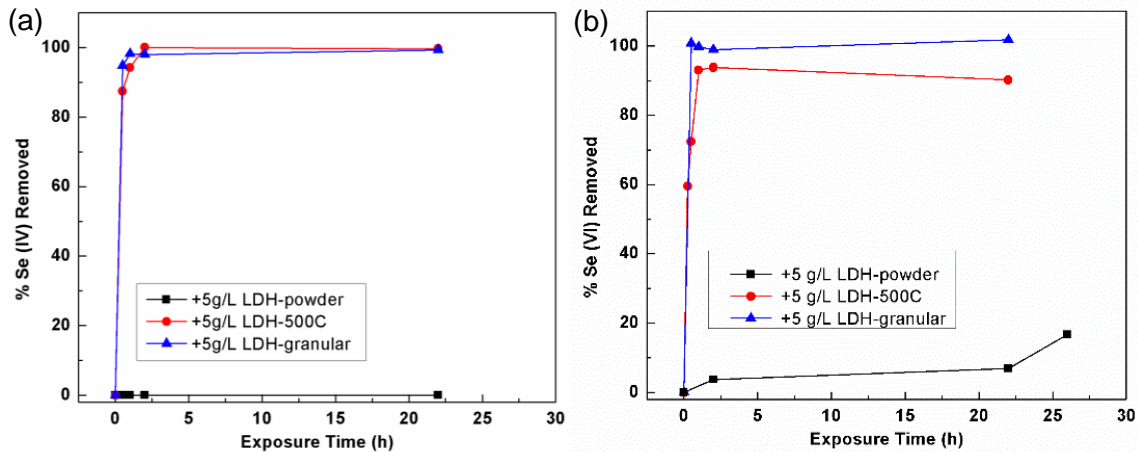 (a)
100
80
60
40
20
0
% Se (IV) Removed
+5g/L LDH-powder
+5g/L LDH-500C
+5g/L LDH-granular
0 5 10 15 20 25 30
Exposure Time (h)
(b)
100
80
60
40
20
0
% Se (VI) Removed
+5 g/L LDH-powder
+5 g/L LDH-500C
+5 g/L LDH-granular
0 5 10 15 20 25 30
Exposure Time (h)